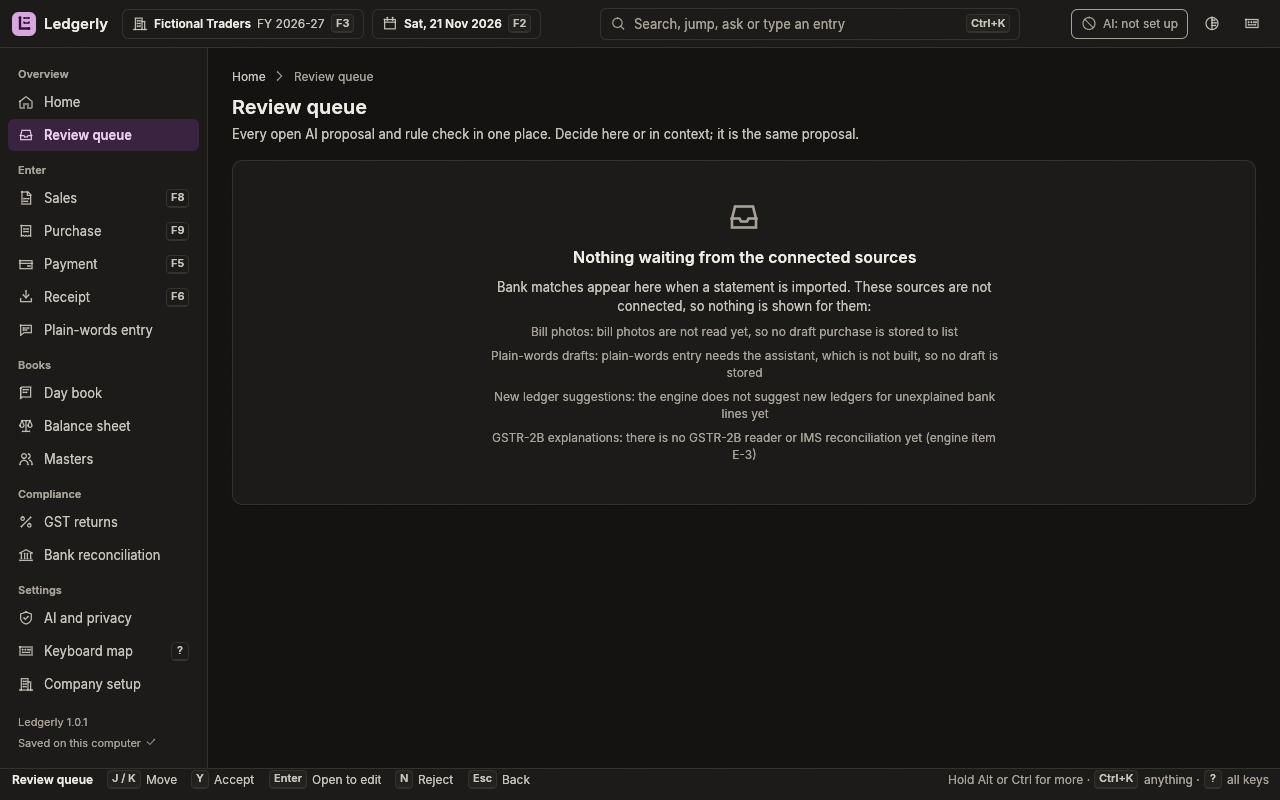 Ledgerly
Fictional Traders FY 2026-27 F3
Sat, 21 Nov 2026 F2
Search, jump, ask or type an entry Ctrl+K
AI: not set up
Overview
Home
Review queue
Enter
Sales F8
Purchase F9
Payment F5
Receipt F6
Plain-words entry
Books
Day book
Balance sheet
Masters
Compliance
GST returns
Bank reconciliation
Settings
AI and privacy
Keyboard map ?
Company setup
Ledgerly 1.0.1
Saved on this computer
Home Review queue
Review queue
Every open AI proposal and rule check in one place. Decide here or in context; it is the same proposal.
Nothing waiting from the connected sources
Bank matches appear here when a statement is imported. These sources are not
connected, so nothing is shown for them:
Bill photos: bill photos are not read yet, so no draft purchase is stored to list
Plain-words drafts: plain-words entry needs the assistant, which is not built, so no draft is
stored
New ledger suggestions: the engine does not suggest new ledgers for unexplained bank
lines yet
GSTR-2B explanations: there is no GSTR-2B reader or IMS reconciliation yet (engine item
E-3)
Review queue J / K Move Y Accept Enter Open to edit N Reject Esc Back
Hold Alt or Ctrl for more · Ctrl+K anything · ? all keys